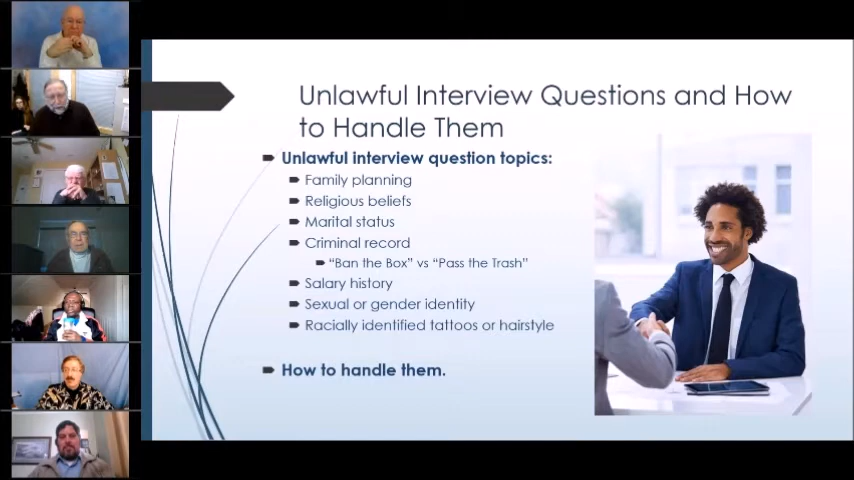 Unlawful Interview Questions and How
to Handle Them
Unlawful interview question topics:
Family planning
Religious beliefs
Marital status
Criminal record
“Ban the Box” vs “Pass the Trash”
Salary history
Sexual or gender identity
Racially identified tattoos or hairstyle
How to handle them.